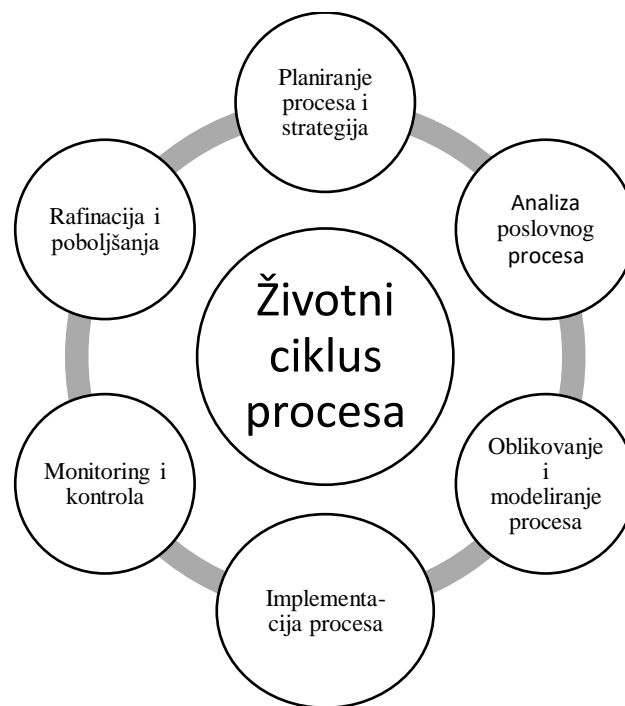 Planiranje
procesa i
strategija
Analiza
poslovnog
procesa
Oblikovanje
i
modeliranje
procesa
Implementa-
cija procesa
Monitoring i
kontrola
Rafinacija i
poboljšanja
Životni
ciklus
procesa